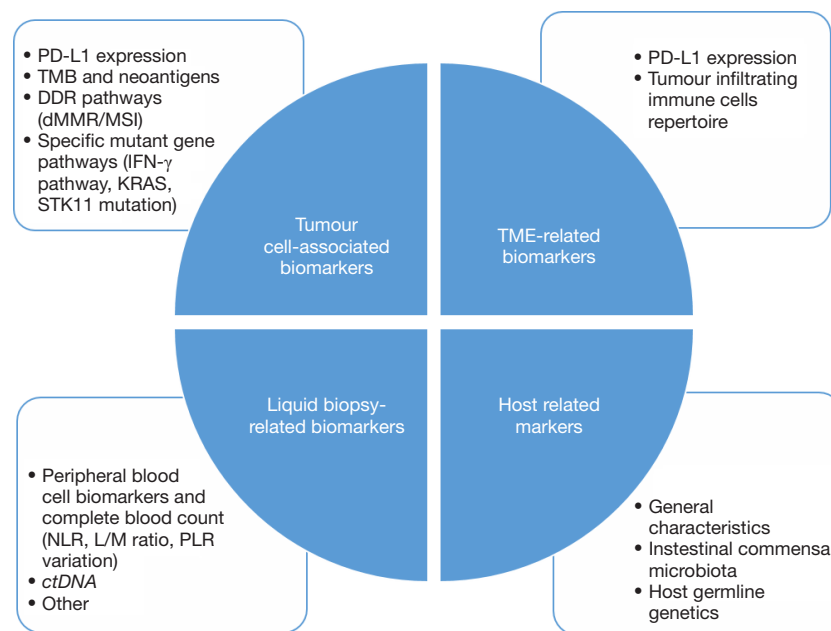 • PD-L1 expression
• TMB and neoantigens
• DDR pathways
(dMMR/MSI)
• Specific mutant gene
pathways (IFN-γ
pathway, KRAS,
STK11 mutation)
• PD-L1 expression
• Tumour infiltrating
immune cells
repertoire
Tumour
cell-associated
biomarkers
TME-related
biomarkers
Liquid biopsy-
related biomarkers
Host related
markers
• Peripheral blood
cell biomarkers and
complete blood count
(NLR, L/M ratio, PLR
variation)
• ctDNA
• Other
• General
characteristics
• Instestinal commensa
microbiota
• Host germline
genetics